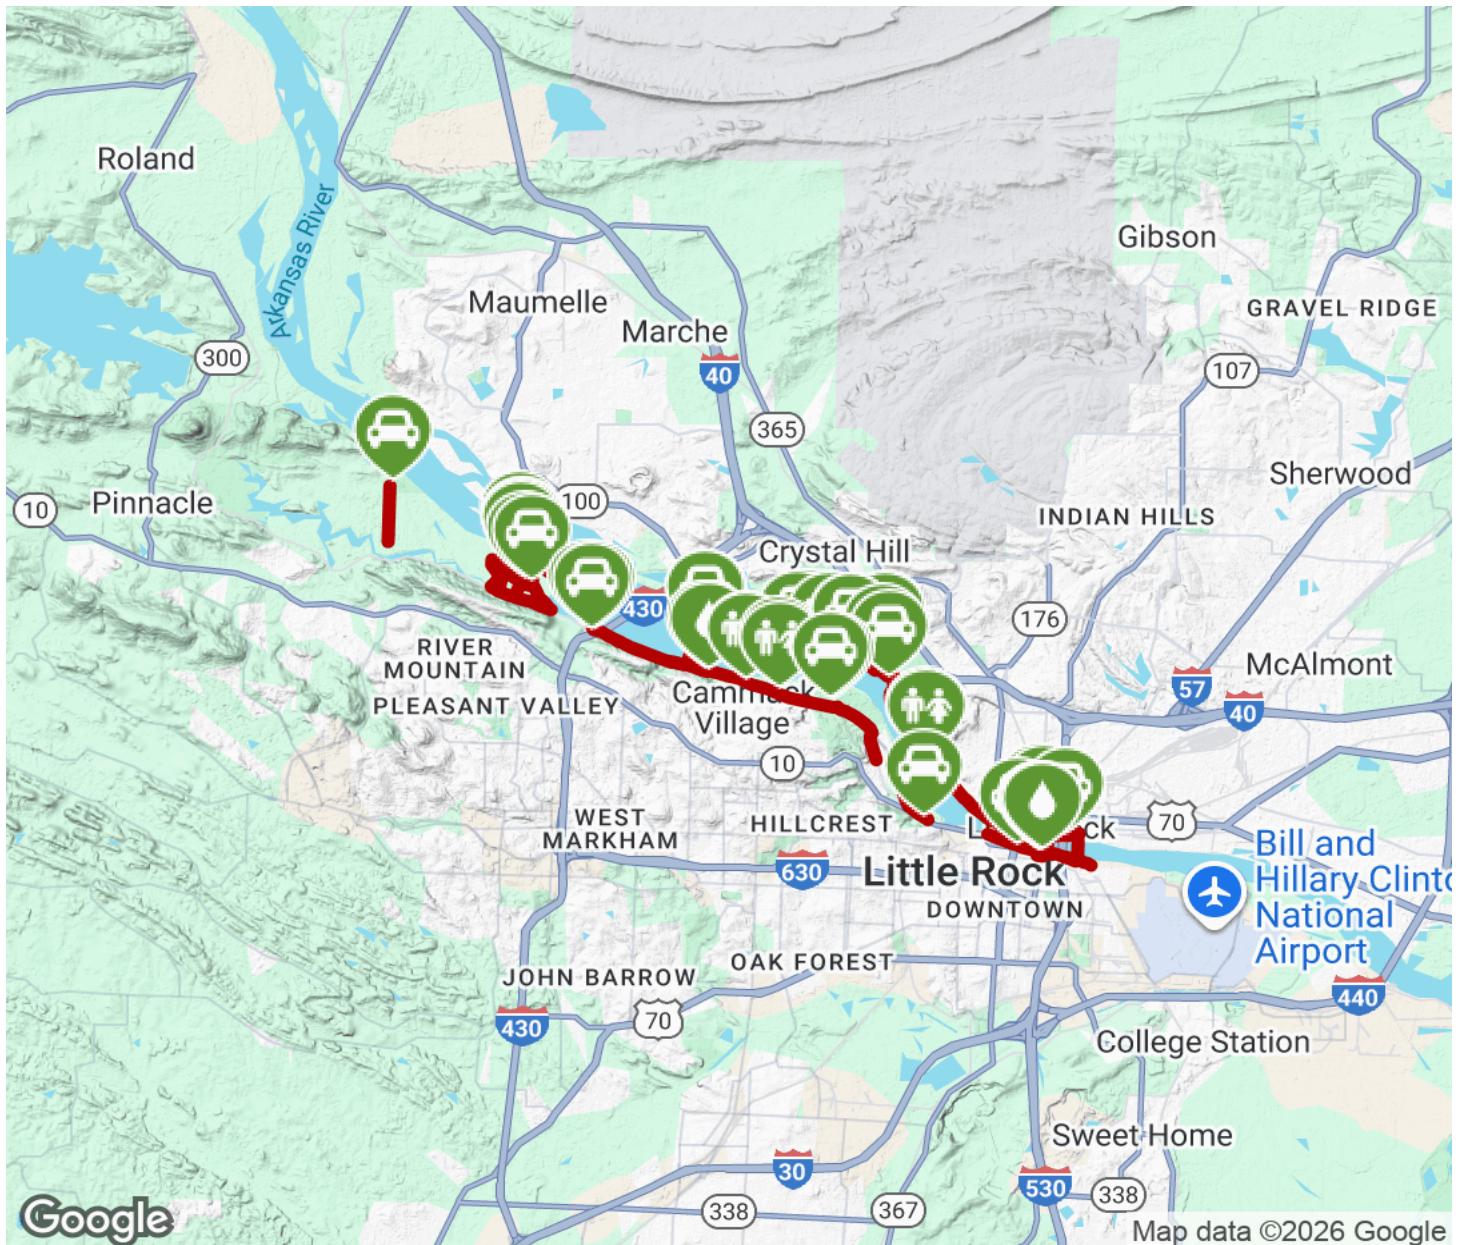 Roland
Arkansas River
Gibson
Maumelle
GRAVEL RIDGE
Marche
300
40
107
365
Sherwood
10
Pinnacle
100
INDIAN HILLS
Crystal Hill
430
176
RIVER
MOUNTAIN
McAlmont
57
40
PLEASANT VALLEY
Cammack
Village
10
WEST
MARKHAM
HILLCREST
70
630
Little Rock
DOWNTOWN
Bill and
Hillary Clinto
National
Airport
JOHN BARROW
OAK FOREST
430
70
440
College Station
Sweet Home
30
530
338
338
367
Google
Map data ©2026 Google